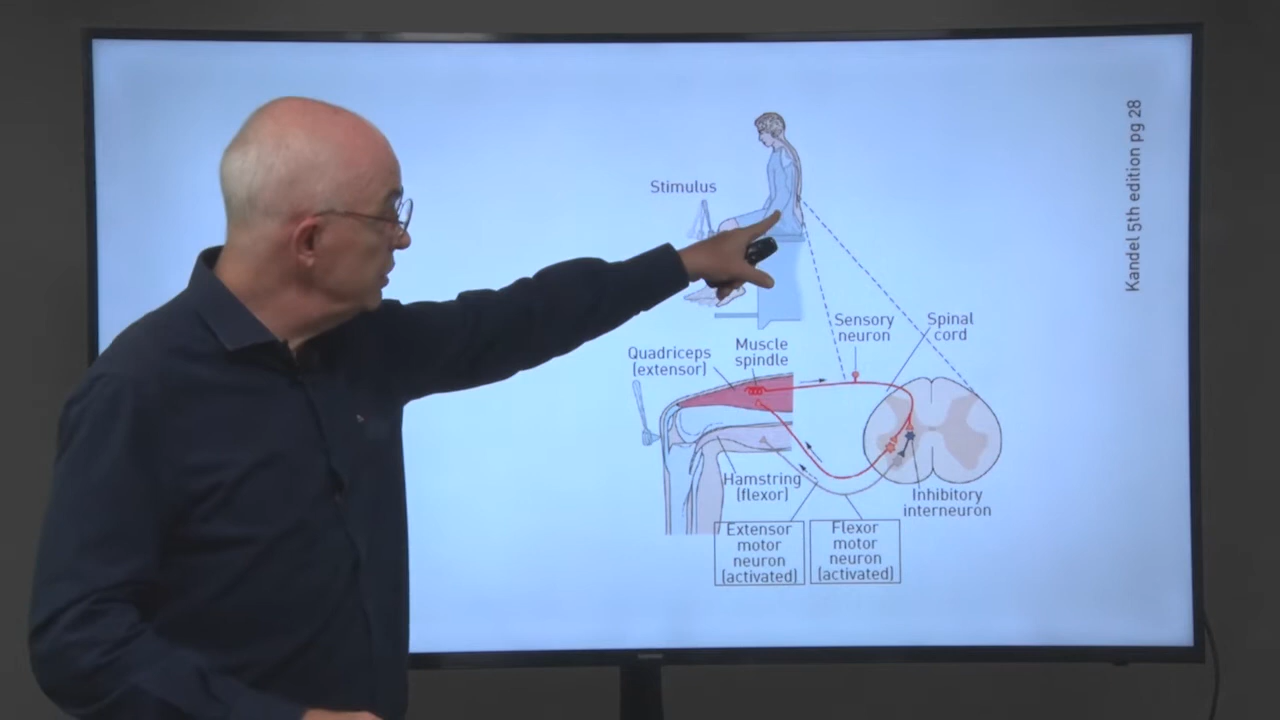 Stimulus
Kandel 5th edition pg 28
Sensory
neuron
Spinal
cord
Quadriceps
(extensor)
Muscle
spindle
Hamstring
(flexor)
Inhibitory
interneuron
Extensor
motor
neuron
(activated)
Flexor
motor
neuron
(activated)